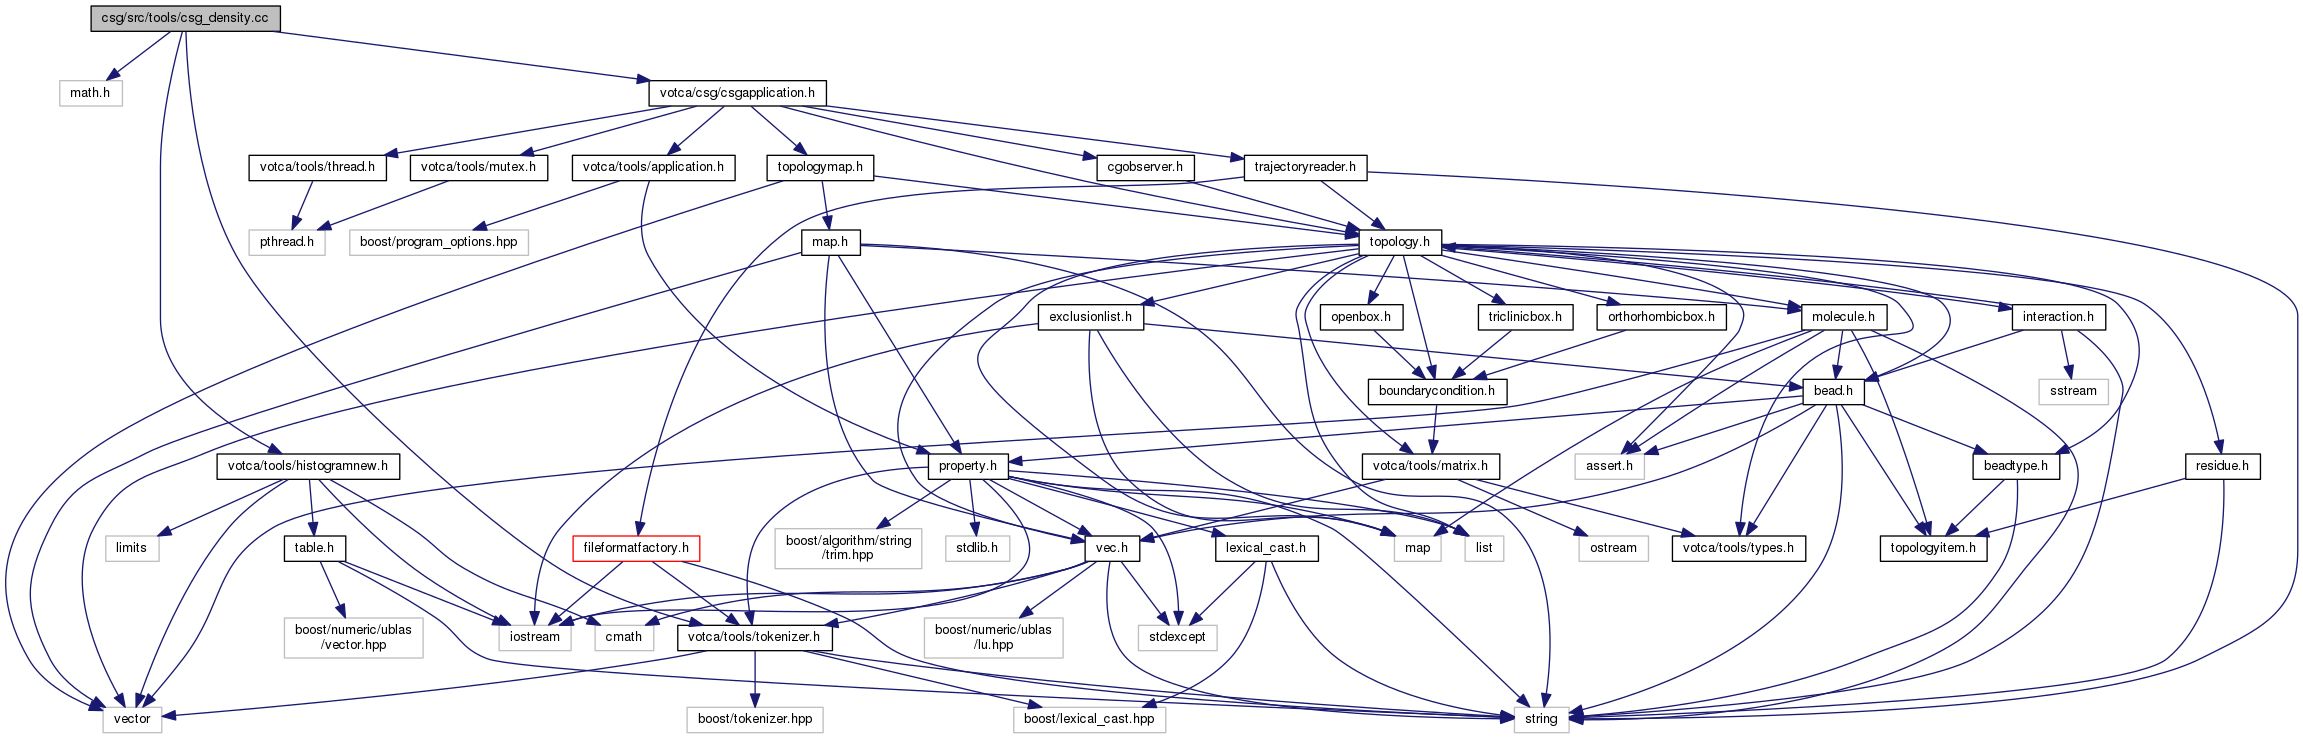 csg/src/tools/csg_density.cc
math.h
votca/csg/csgapplication.h
votca/tools/thread.h
votca/tools/mutex.h
votca/tools/application.h
topologymap.h
cgobserver.h
trajectoryreader.h
pthread.h
boost/program_options.hpp
map.h
topology.h
exclusionlist.h
openbox.h
triclinicbox.h
orthorhombicbox.h
molecule.h
interaction.h
boundarycondition.h
bead.h
sstream
votca/tools/histogramnew.h
property.h
votca/tools/matrix.h
assert.h
beadtype.h
residue.h
limits
table.h
fileformatfactory.h
boost/algorithm/string
/trim.hpp
stdlib.h
vec.h
lexical_cast.h
map
list
ostream
votca/tools/types.h
topologyitem.h
boost/numeric/ublas
/vector.hpp
iostream
cmath
votca/tools/tokenizer.h
boost/numeric/ublas
/lu.hpp
stdexcept
vector
boost/tokenizer.hpp
boost/lexical_cast.hpp
string